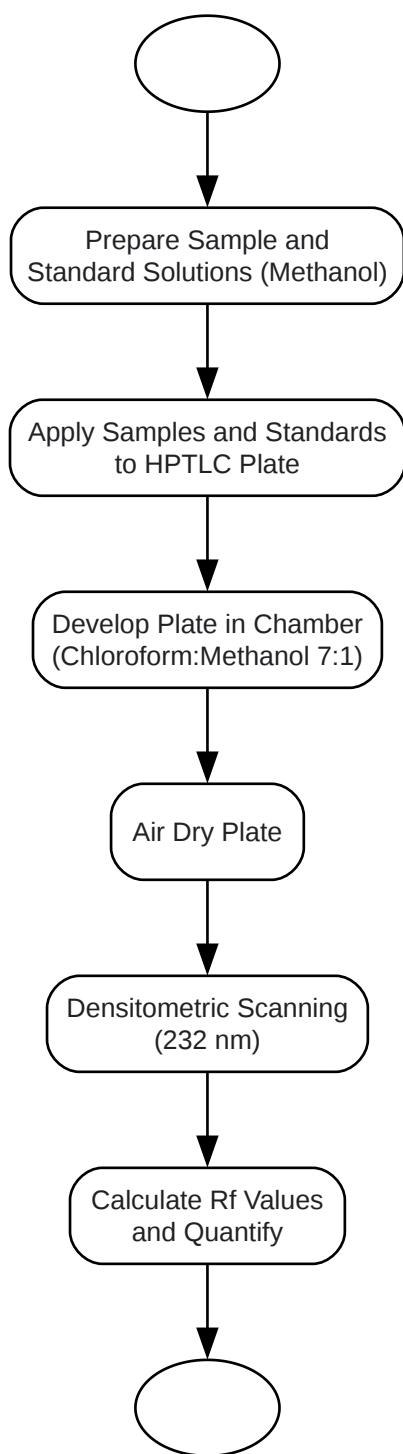 Prepare Sample and
Standard Solutions (Methanol)
Apply Samples and Standards
to HPTLC Plate
Develop Plate in Chamber
(Chloroform:Methanol 7:1)
Air Dry Plate
Densitometric Scanning
(232 nm)
Calculate Rf Values
and Quantify